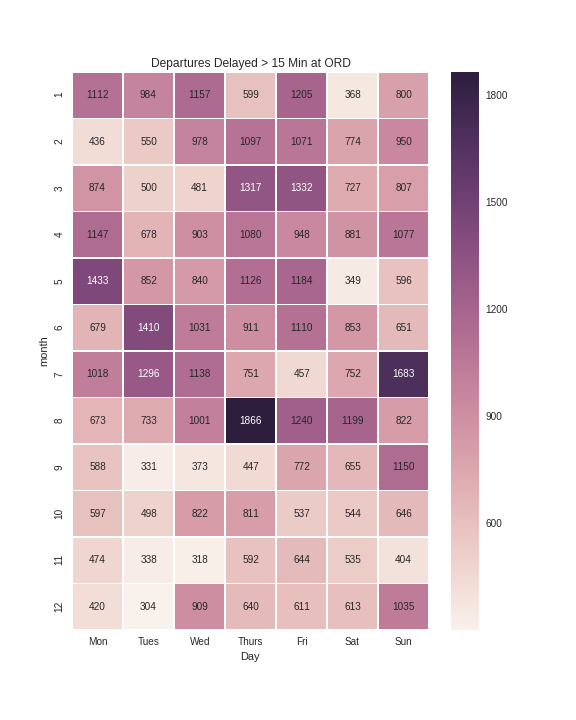 Departures Delayed > 15 Min at ORD
1 1112 984 1157 599 1205 368 800
2 436 550 978 1097 1071 774 950
3 874 500 481 1317 1332 727 807
4 1147 678 903 1080 948 881 1077
5 1433 852 840 1126 1184 349 596
6 679 1410 1031 911 1110 853 651
7 1018 1296 1138 751 457 752 1683
8 673 733 1001 1866 1240 1199 822
9 588 331 373 447 772 655 1150
10 597 498 822 811 537 544 646
11 474 338 318 592 644 535 404
12 420 304 909 640 611 613 1035
Mon Tues Wed Thurs Fri Sat Sun
Day
month
1800
1500
1200
900
600